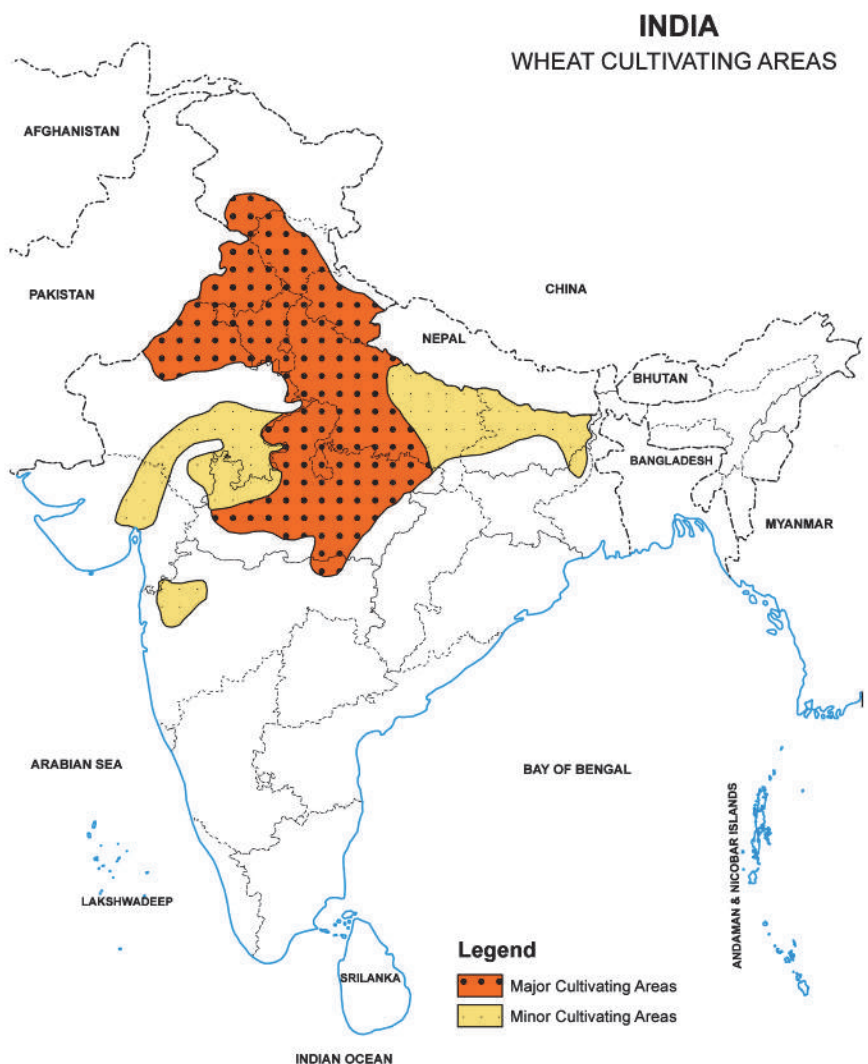 INDIA
WHEAT CULTIVATING AREAS
AFGHANISTAN
PAKISTAN
CHINA
NEPAL
BHUTAN
BANGLADESH
MYANMAR
ARABIAN SEA
BAY OF BENGAL
LAKSHWADEEP
ANDAMAN & NICOBAR ISLANDS
SRILANKA
INDIAN OCEAN
Legend
Major Cultivating Areas
Minor Cultivating Areas